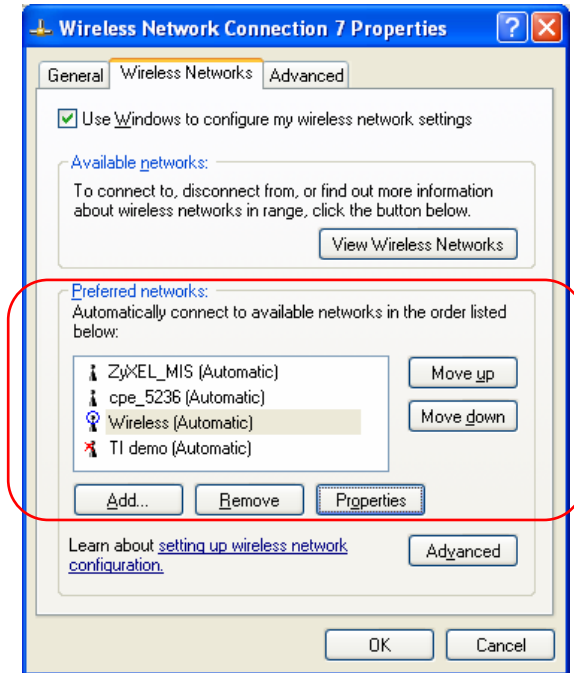 Wireless Network Connection 7 Properties
General Wireless Networks Advanced
Use Windows to configure my wireless network settings
Available networks:
To connect to, disconnect from, or find out more information
about wireless networks in range, click the button below.
View Wireless Networks
Preferred networks:
Automatically connect to available networks in the order listed
below:
ZyXEL_MIS (Automatic)
cpe_5236 (Automatic)
Wireless (Automatic)
TI demo (Automatic)
Move up
Move down
Add... Remove Properties
Learn about setting up wireless network
configuration.
Advanced
OK Cancel